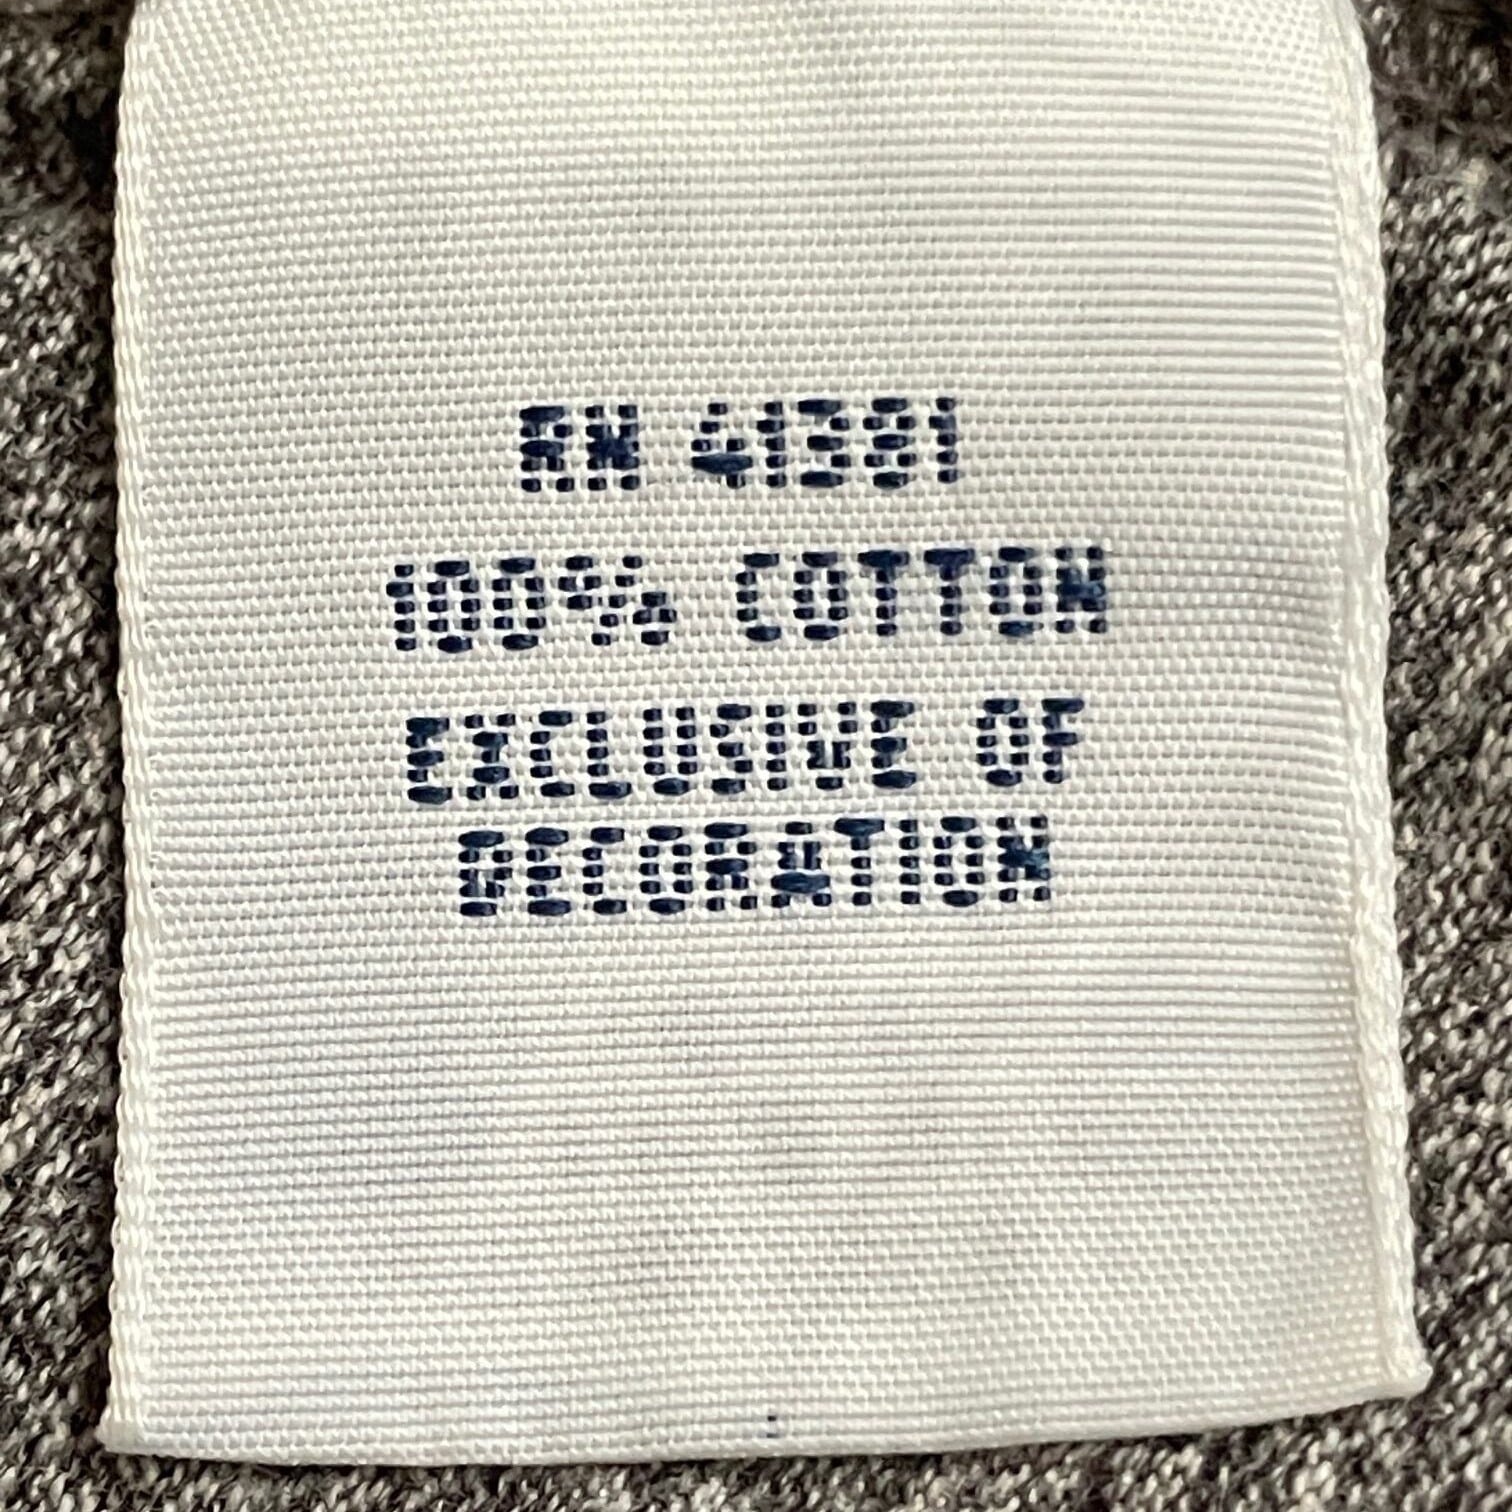 RN 41381
100% COTTON
EXCLUSIVE OF
DECORATION